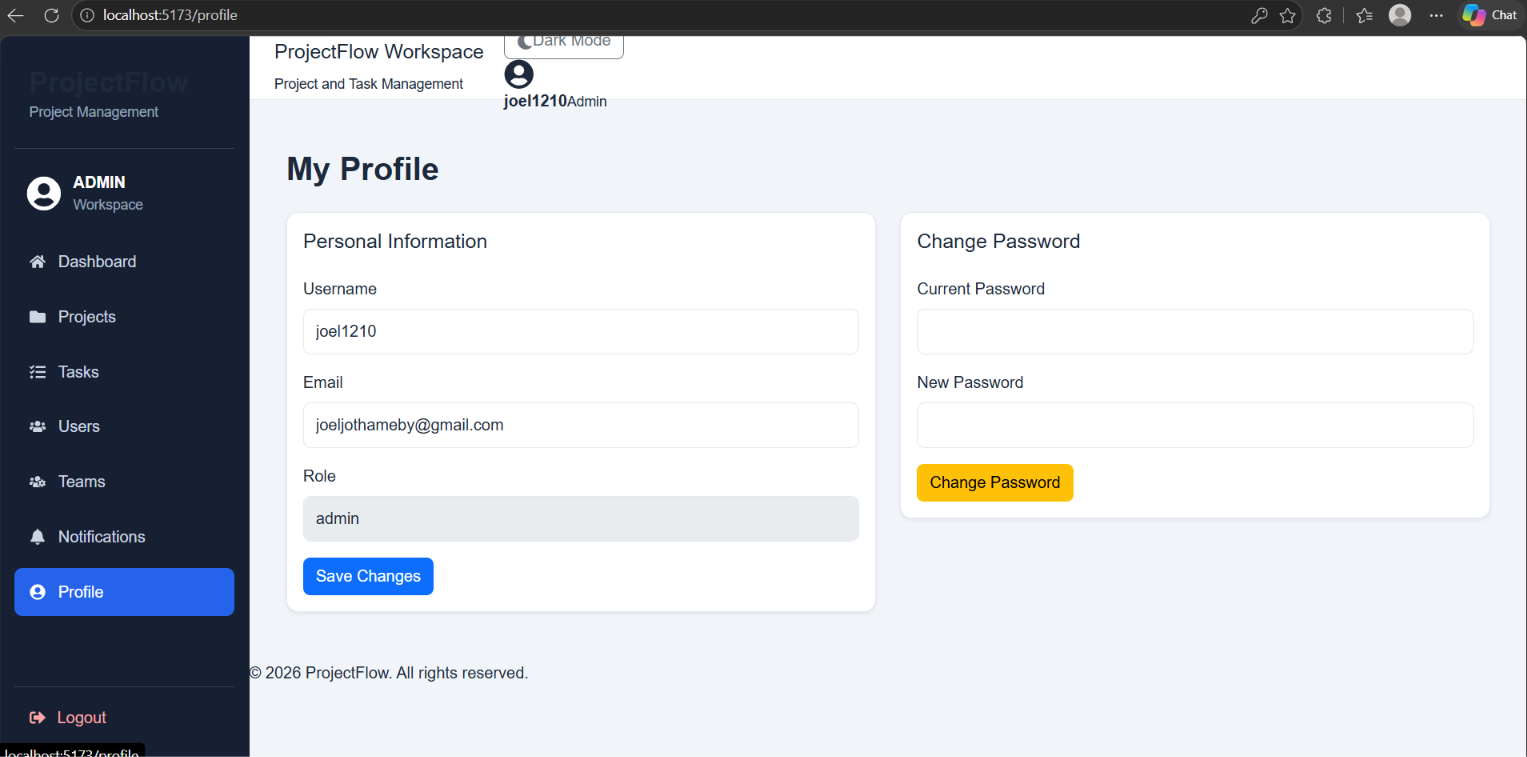 localhost:5173/profile
Chat
ProjectFlow
Project Management
ADMIN
Workspace
Dashboard
Projects
Tasks
Users
Teams
Notifications
Profile
Logout
localhost:5173/profile
ProjectFlow Workspace
Project and Task Management
Dark Mode
joel1210Admin
My Profile
Personal Information
Username
joel1210
Email
joeljothameby@gmail.com
Role
admin
Save Changes
Change Password
Current Password
New Password
Change Password
© 2026 ProjectFlow. All rights reserved.